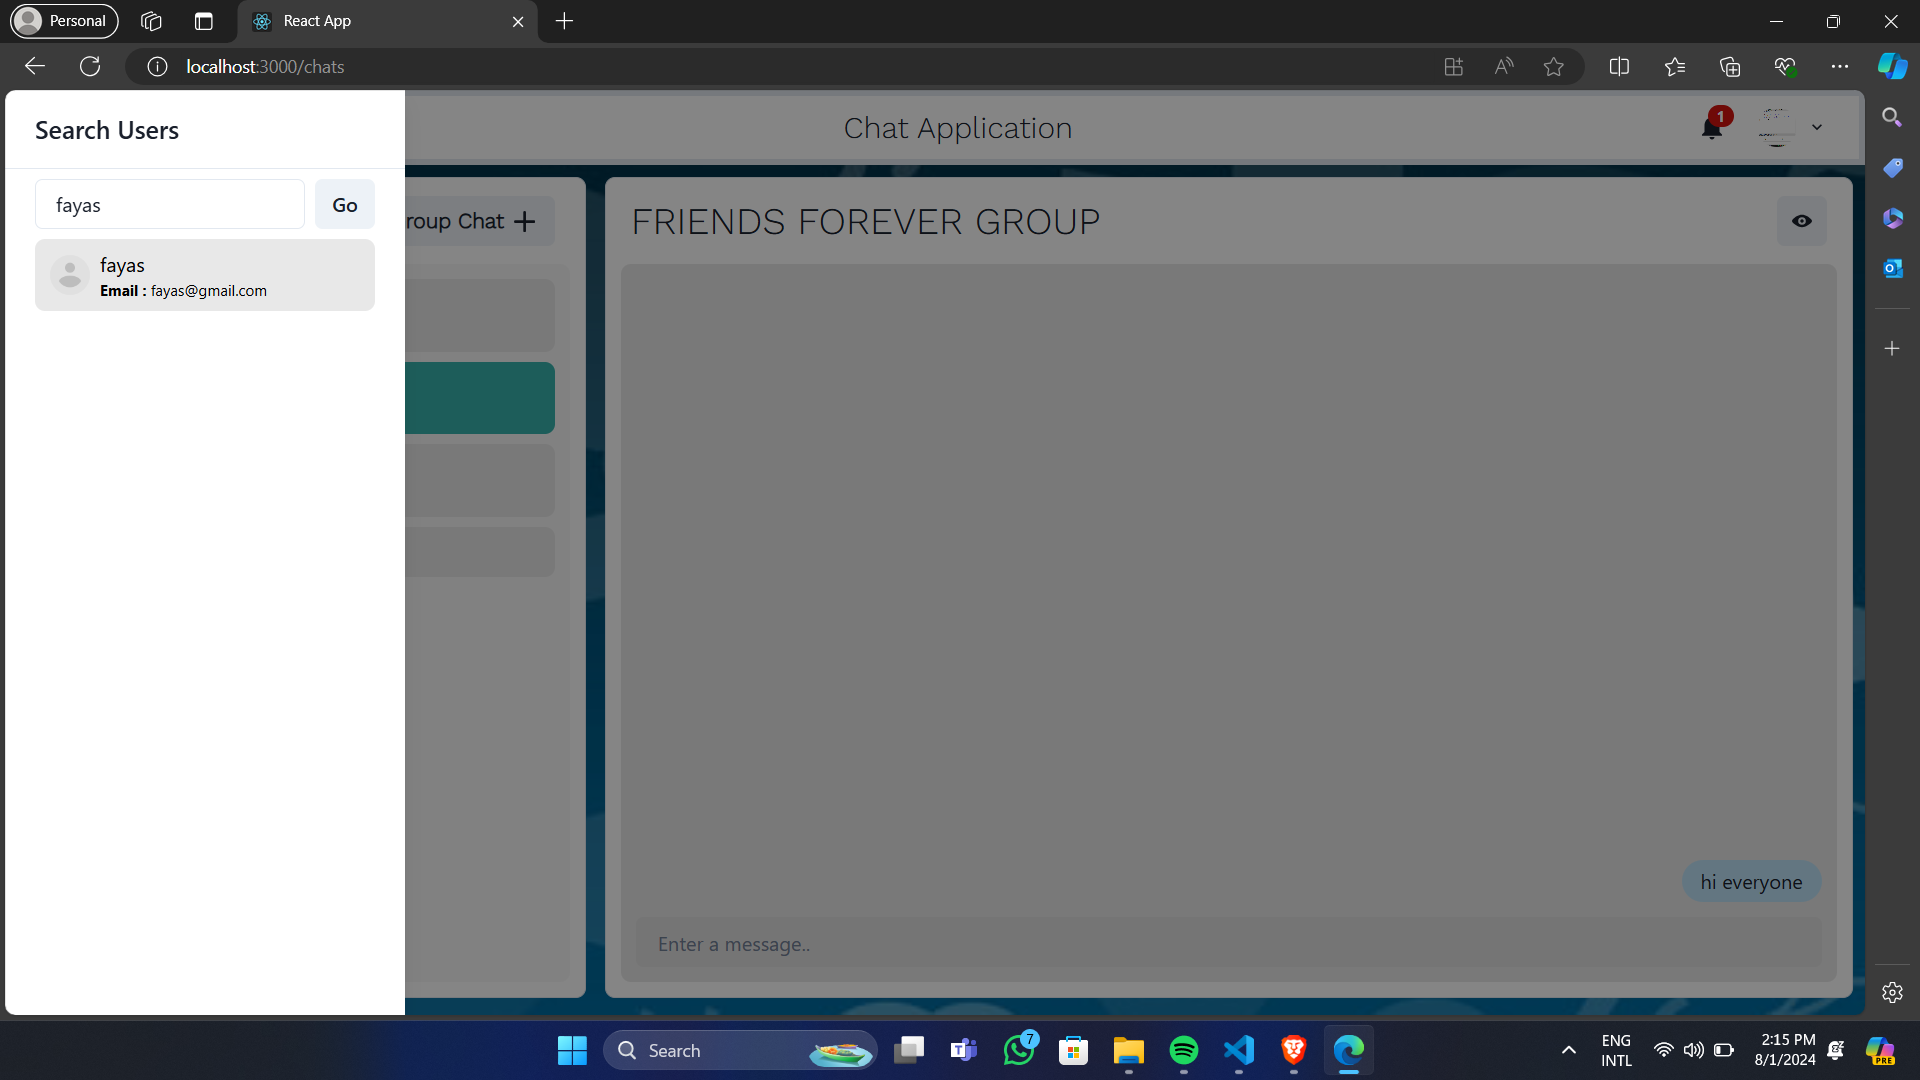 Personal
React App
localhost:3000/chats
Search Users
Chat Application
1
fayas
Go
roup Chat
FRIENDS FOREVER GROUP
fayas
Email : fayas@gmail.com
hi everyone
Enter a message..
Search
7
ENG
INTL
2:15 PM
8/1/2024
PRE